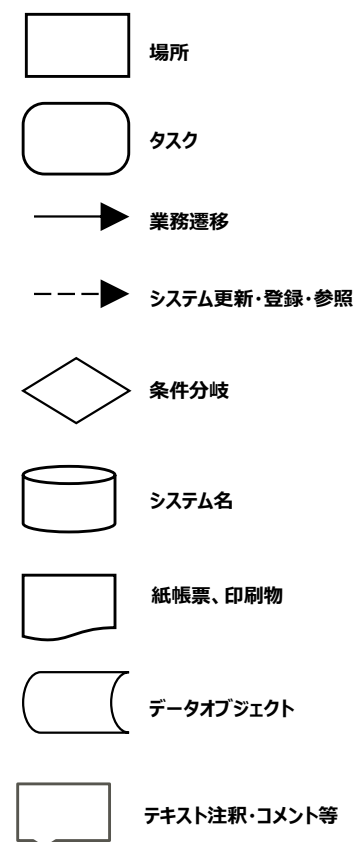 場所
タスク
業務遷移
システム更新・登録・参照
条件分岐
システム名
紙帳票、印刷物
データオブジェクト
テキスト注釈・コメント等